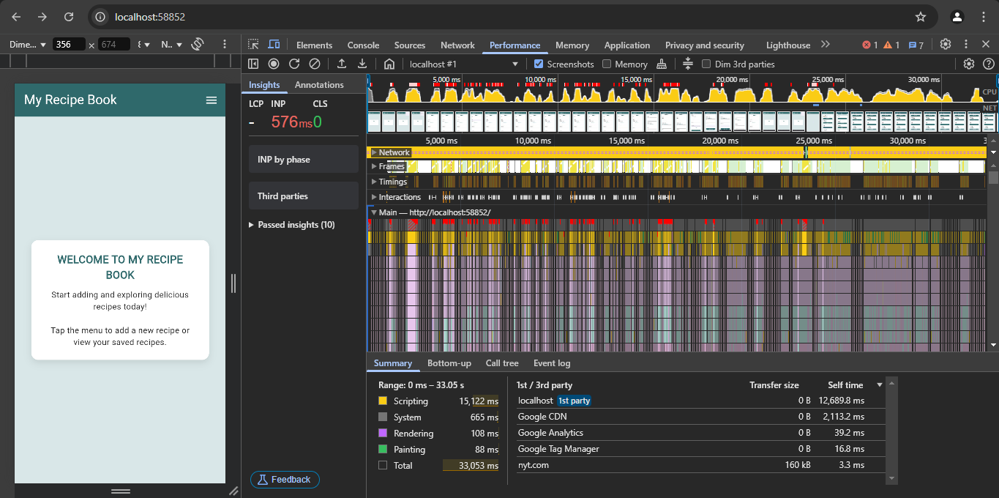 localhost:58852
Dime... 356 × 674 N..
Elements Console Sources Network Performance Memory Application Privacy and security Lighthouse 1 1 7
localhost #1 Screenshots Memory Dim 3rd parties
My Recipe Book
WELCOME TO MY RECIPE
BOOK
Start adding and exploring delicious
recipes today!
Tap the menu to add a new recipe or
view your saved recipes.
Insights Annotations
LCP INP CLS
- 576ms 0
INP by phase
Third parties
Passed insights (10)
Feedback
5,000 ms 10,000 ms 15,000 ms 20,000 ms 25,000 ms 30,000 ms
CPU
NET
5,000 ms 10,000 ms 15,000 ms 20,000 ms 25,000 ms 30,000 ms
Network
Frames
Timings
Interactions
Main — http://localhost:58852/
Summary Bottom-up Call tree Event log
Range: 0 ms – 33.05 s
Scripting 15,122 ms
System 665 ms
Rendering 108 ms
Painting 88 ms
Total 33,053 ms
1st / 3rd party Transfer size Self time
localhost 1st party 0 B 12,689.8 ms
Google CDN 0 B 2,113.2 ms
Google Analytics 0 B 39.2 ms
Google Tag Manager 0 B 16.8 ms
nyt.com 160 kB 3.3 ms